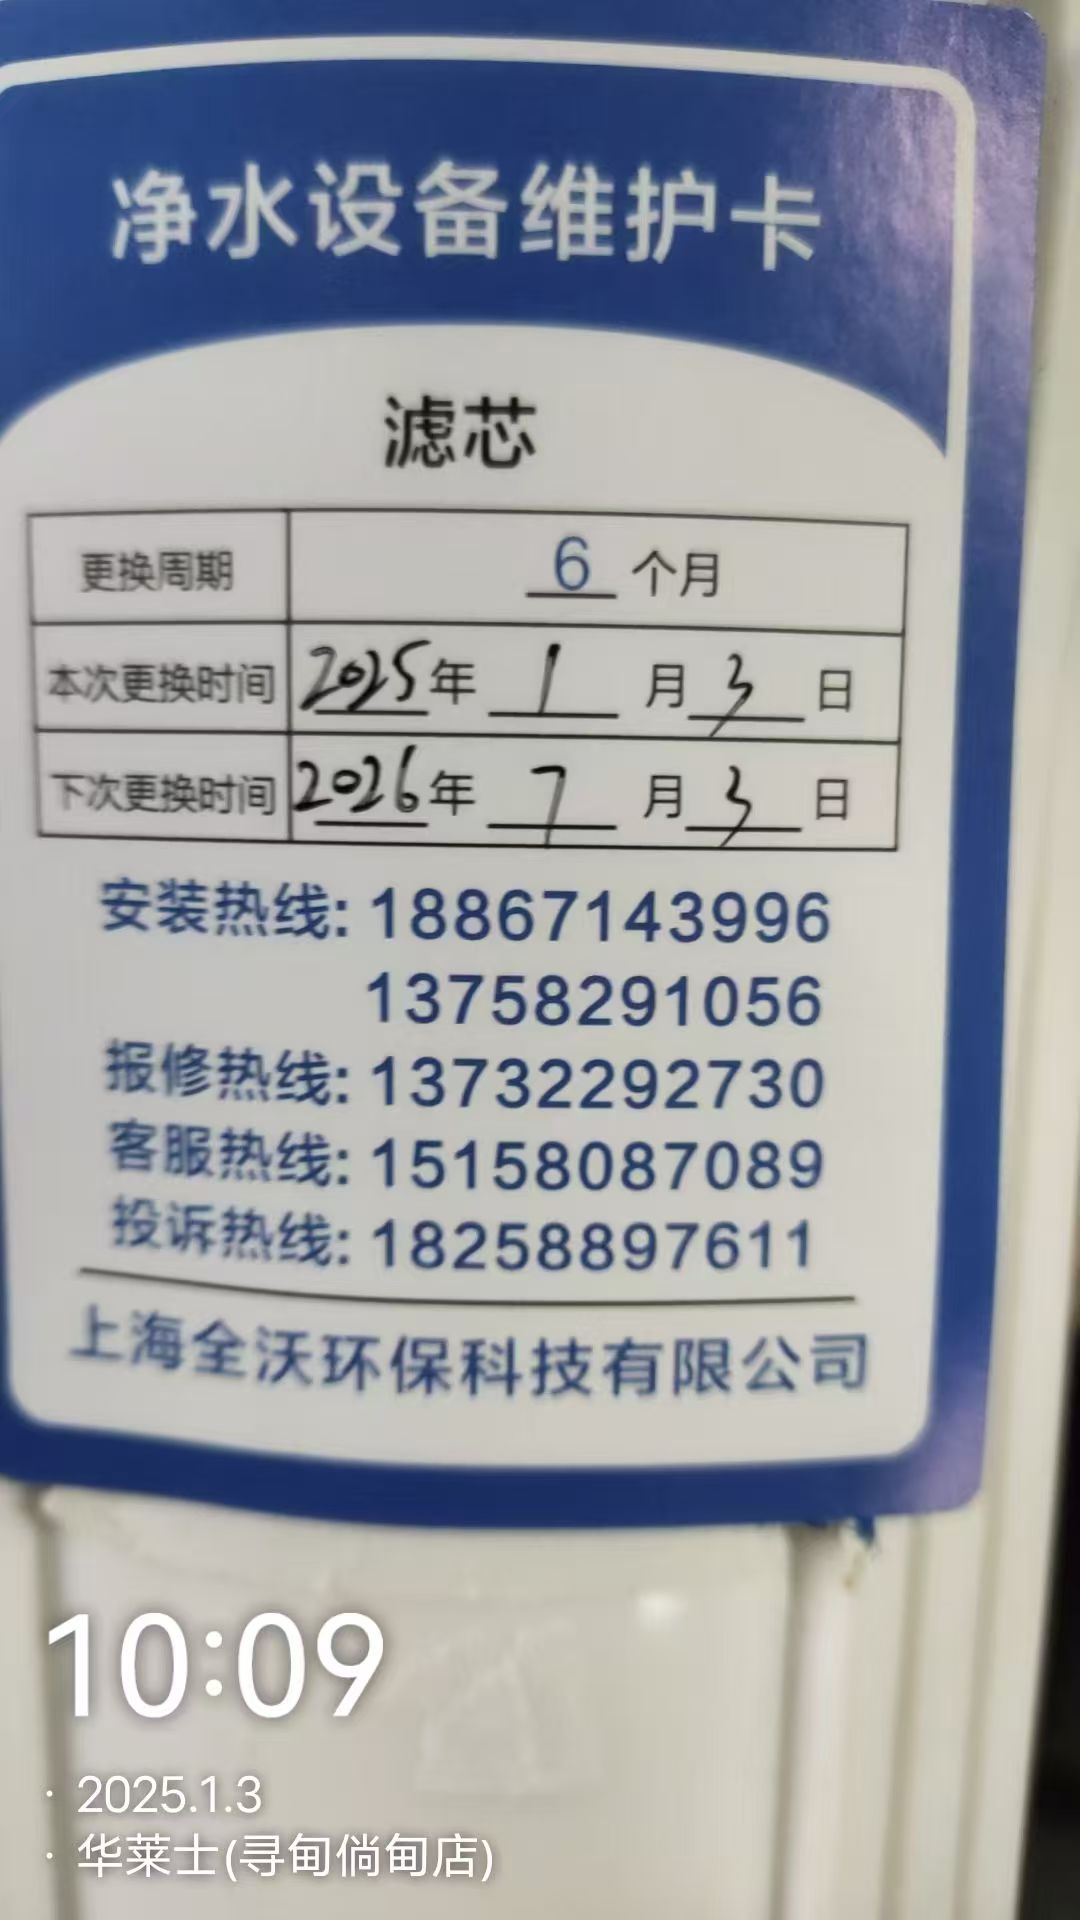 净水设备维护卡
滤芯
更换周期 6 个月
本次更换时间 2025年 1 月 3 日
下次更换时间 2026年 7 月 3 日
安装热线: 18867143996
13758291056
报修热线: 13732292730
客服热线: 15158087089
投诉热线: 18258897611
上海全沃环保科技有限公司
10:09
· 2025.1.3
· 华莱士(寻甸倘甸店)